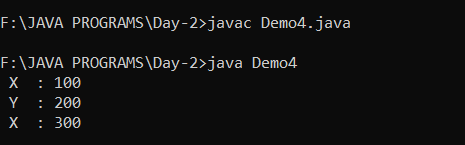 F:\JAVA PROGRAMS\Day-2>javac Demo4.java
F:\JAVA PROGRAMS\Day-2>java Demo4
X : 100
Y : 200
X : 300